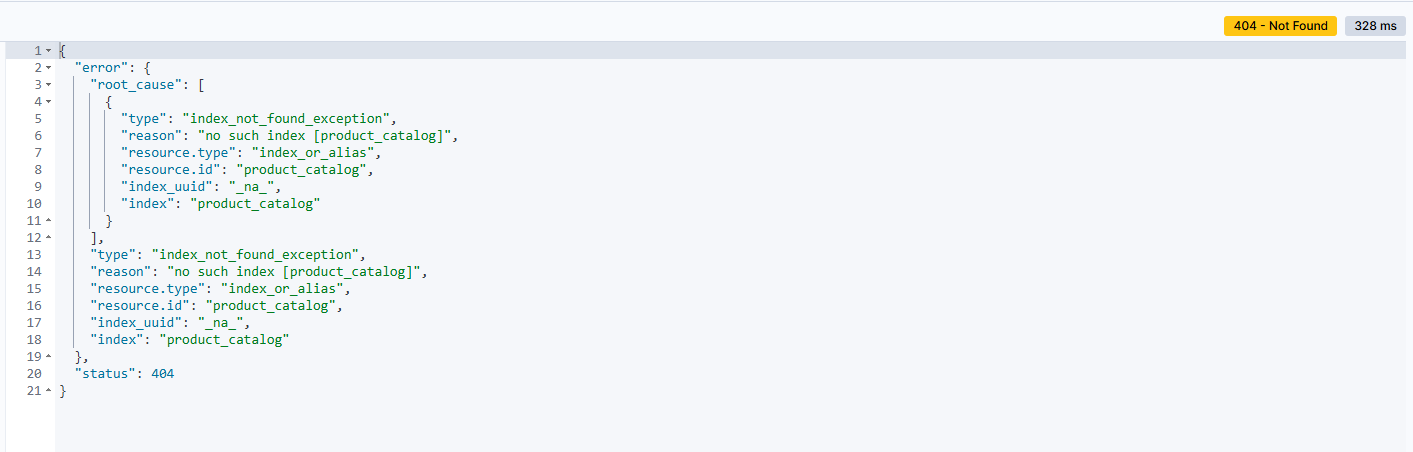 404 - Not Found 328 ms
1 {
2 "error": {
3 "root_cause": [
4 {
5 "type": "index_not_found_exception",
6 "reason": "no such index [product_catalog]",
7 "resource.type": "index_or_alias",
8 "resource.id": "product_catalog",
9 "index_uuid": "_na_",
10 "index": "product_catalog"
11 }
12 ],
13 "type": "index_not_found_exception",
14 "reason": "no such index [product_catalog]",
15 "resource.type": "index_or_alias",
16 "resource.id": "product_catalog",
17 "index_uuid": "_na_",
18 "index": "product_catalog"
19 },
20 "status": 404
21 }